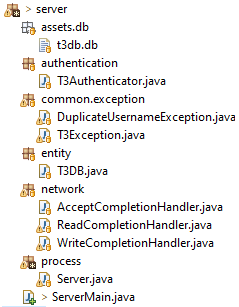 > server
assets.db
t3db.db
authentication
T3Authenticator.java
common.exception
DuplicateUsernameException.java
T3Exception.java
entity
T3DB.java
network
AcceptCompletionHandler.java
ReadCompletionHandler.java
WriteCompletionHandler.java
process
Server.java
> ServerMain.java